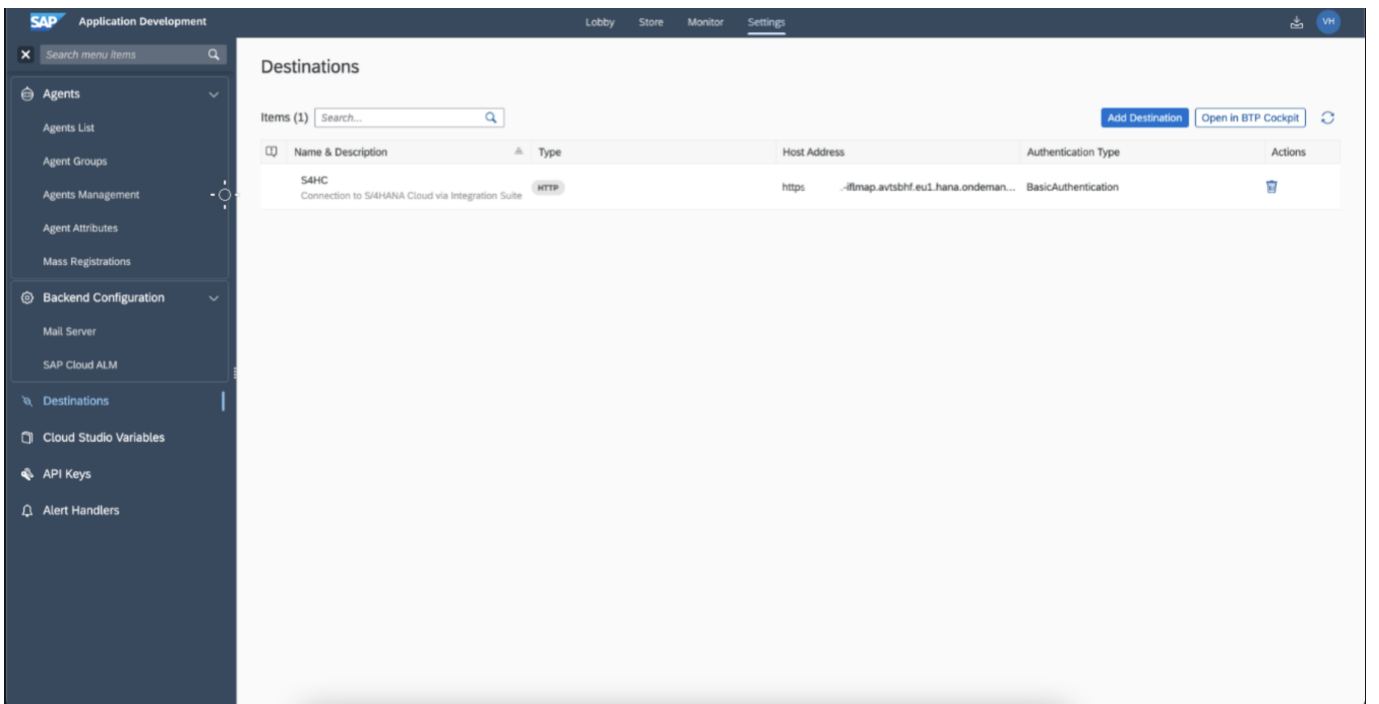 SAP Application Development Lobby Store Monitor Settings VH
Search menu items
Agents
Agents List
Agent Groups
Agents Management
Agent Attributes
Mass Registrations
Backend Configuration
Mail Server
SAP Cloud ALM
Destinations
Cloud Studio Variables
API Keys
Alert Handlers
Destinations
Items (1) Search... Add Destination Open in BTP Cockpit
Name & Description Type Host Address Authentication Type Actions
S4HC
Connection to S/4HANA Cloud via Integration Suite HTTP https .-iflmap.avtsbhf.eu1.hana.ondeman... BasicAuthentication